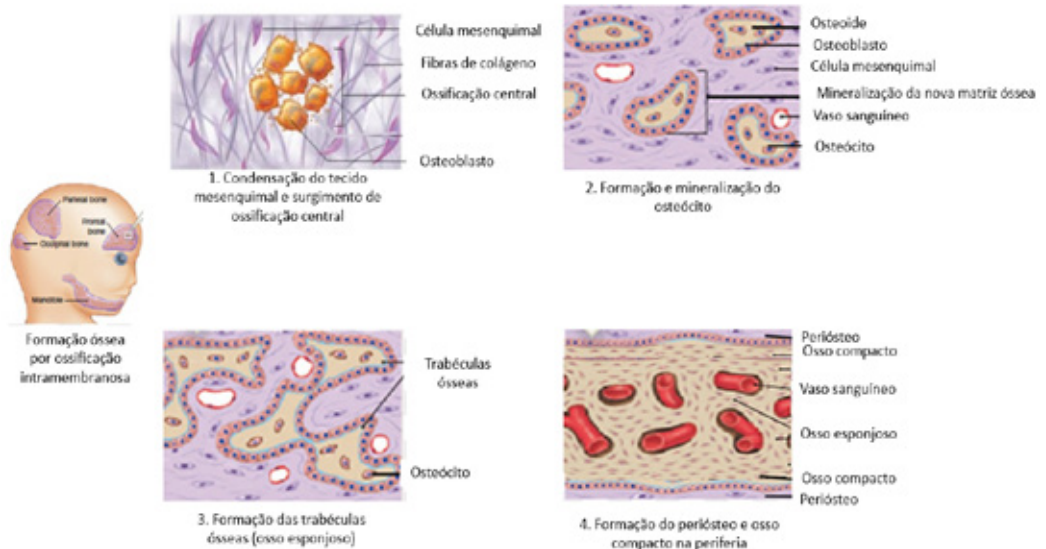 Célula mesenquimal
Fibras de colágeno
Ossificação central
Osteoblasto
1. Condensação do tecido
mesenquimal e surgimento de
ossificação central
Osteoide
Osteoblasto
Célula mesenquimal
Mineralização da nova matriz óssea
Vaso sanguíneo
Osteócito
2. Formação e mineralização do
osteócito
Parietal bone
Frontal
bone
Occipital bone
Mandible
Formação óssea
por ossificação
intramembranosa
Trabéculas
ósseas
Osteócito
3. Formação das trabéculas
ósseas (osso esponjoso)
Periósteo
Osso compacto
Vaso sanguíneo
Osso esponjoso
Osso compacto
Periósteo
4. Formação do periósteo e osso
compacto na periferia